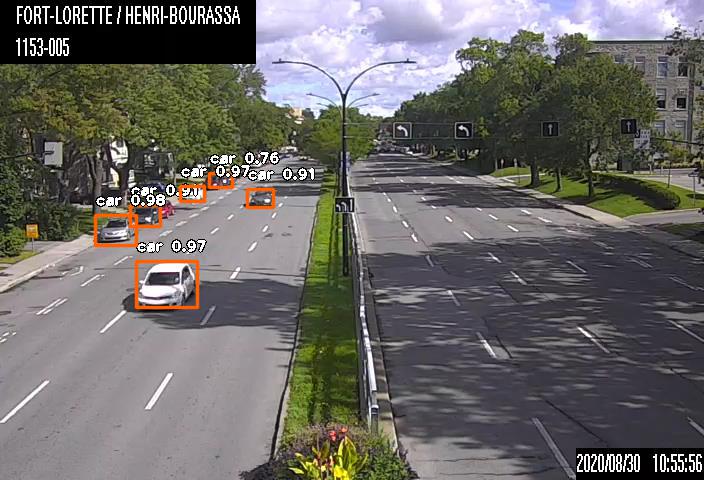 FORT-LORETTE / HENRI-BOURASSA
1153-005
car 0.76
car 0.97
car 0.91
car 0.98
car 0.97
2020/08/30 10:55:56